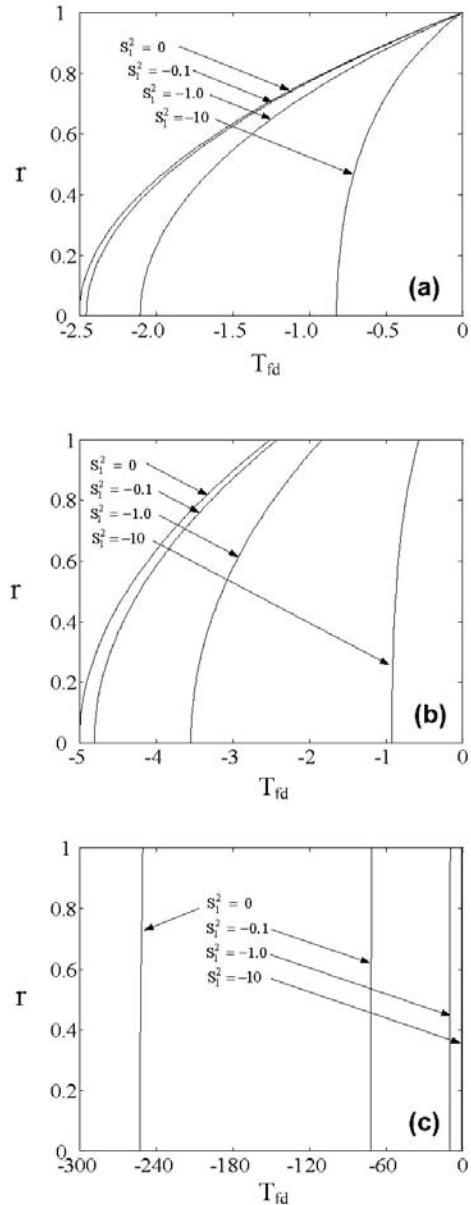 1
S₁² = 0
0.8
S₁² = −0.1
S₁² = −1.0
0.6
S₁² = −10
r
0.4
0.2
(a)
0
-2.5 -2.0 -1.5 -1.0 -0.5 0
T_fd
1
S₁² = 0
S₁² = −0.1
0.8
S₁² = −1.0
S₁² = −10
0.6
r
0.4
0.2
(b)
0
-5 -4 -3 -2 -1 0
T_fd
1
S₁² = 0
0.8
S₁² = −0.1
S₁² = −1.0
0.6
S₁² = −10
r
0.4
0.2
(c)
0
-300 -240 -180 -120 -60 0
T_fd